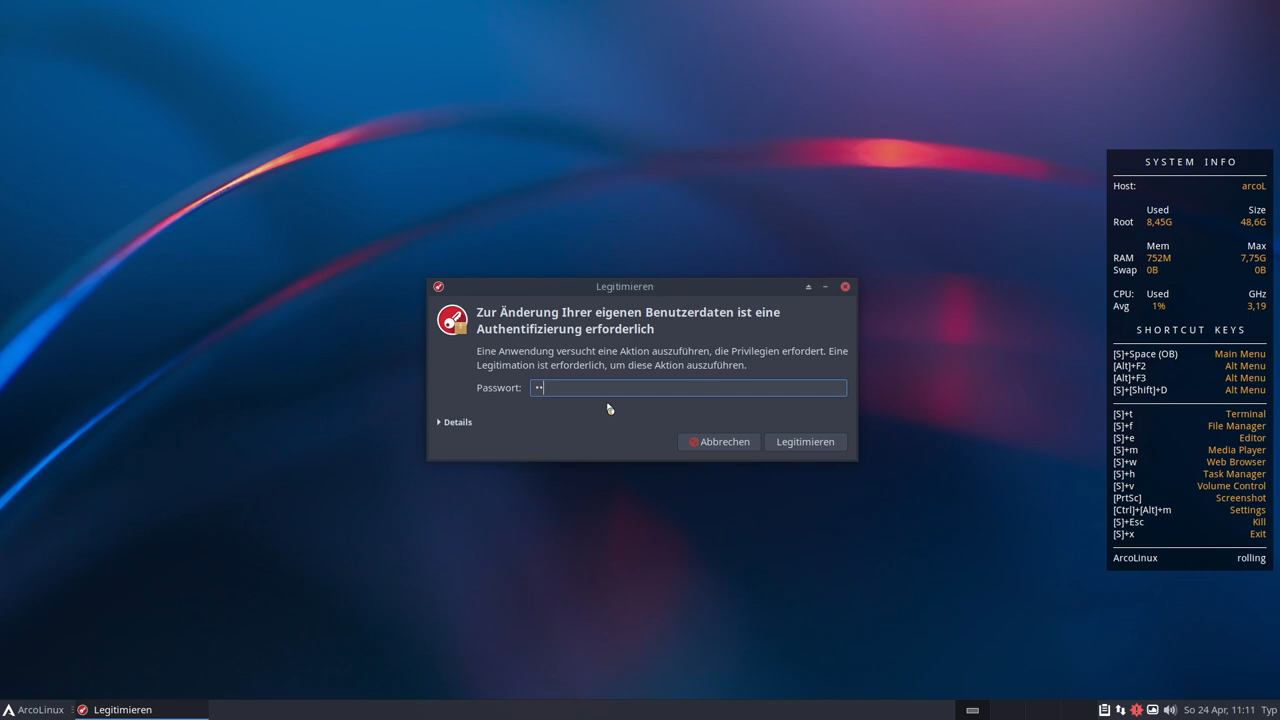 Legitimieren
Zur Änderung Ihrer eigenen Benutzerdaten ist eine
Authentifizierung erforderlich
Eine Anwendung versucht eine Aktion auszuführen, die Privilegien erfordert. Eine
Legitimation ist erforderlich, um diese Aktion auszuführen.
Passwort: ••
Details
Abbrechen Legitimieren
SYSTEM INFO
Host: arcoL
Used Size
Root 8,45G 48,6G
Mem Max
RAM 752M 7,75G
Swap 0B 0B
CPU: Used GHz
Avg 1% 3,19
SHORTCUT KEYS
[S]+Space (OB) Main Menu
[Alt]+F2 Alt Menu
[Alt]+F3 Alt Menu
[S]+[Shift]+D Alt Menu
[S]+t Terminal
[S]+f File Manager
[S]+e Editor
[S]+m Media Player
[S]+w Web Browser
[S]+h Task Manager
[S]+v Volume Control
[PrtSc] Screenshot
[Ctrl]+[Alt]+m Settings
[S]+Esc Kill
[S]+x Exit
ArcoLinux rolling
ArcoLinux Legitimieren So 24 Apr, 11:11 Typ